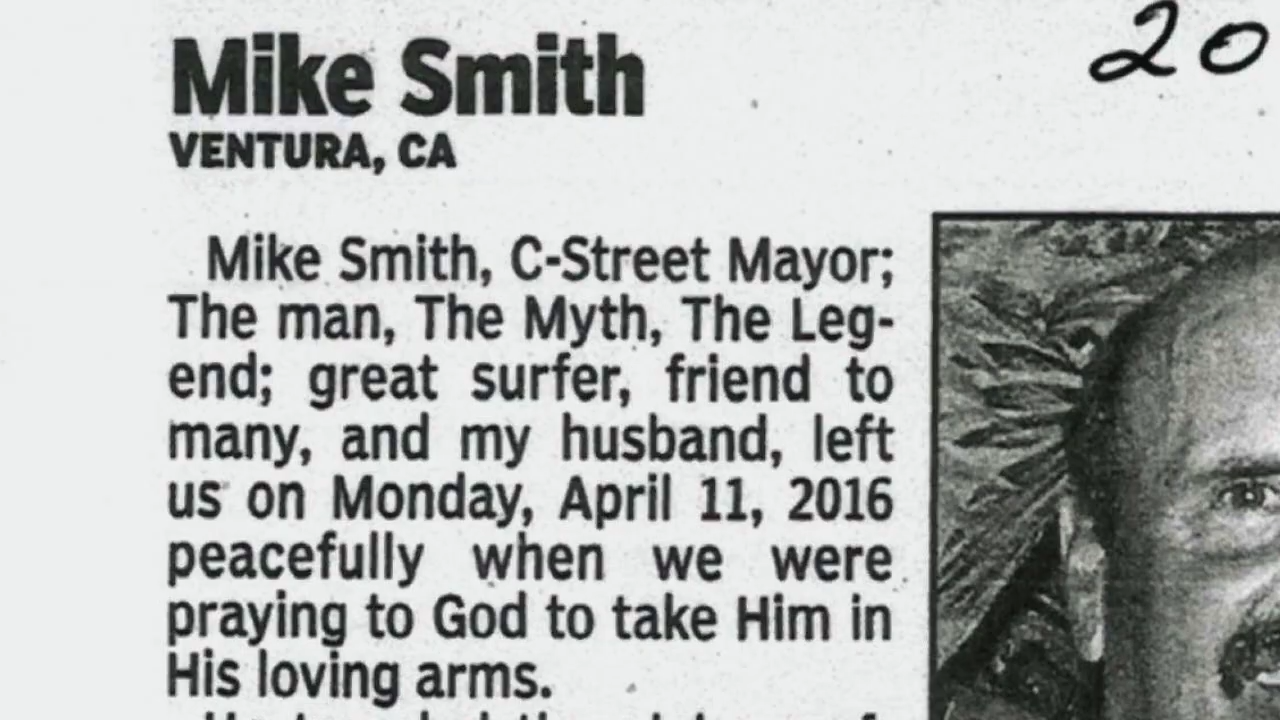 Mike Smith
20
VENTURA, CA
Mike Smith, C-Street Mayor;
The man, The Myth, The Leg-
end; great surfer, friend to
many, and my husband, left
us on Monday, April 11, 2016
peacefully when we were
praying to God to take Him in
His loving arms.